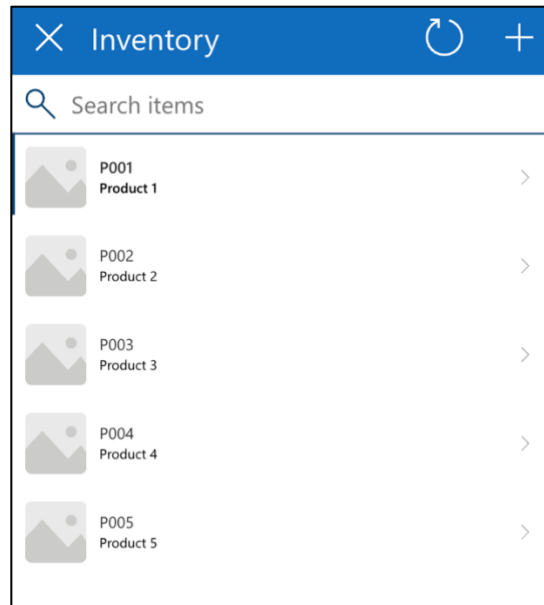 Inventory
Search items
P001
Product 1
P002
Product 2
P003
Product 3
P004
Product 4
P005
Product 5